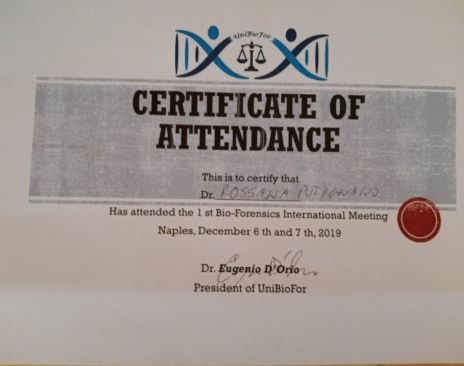 UniBioFor
CERTIFICATE OF
ATTENDANCE
This is to certify that
Dr. ROSSANA PUTIGNANO
Has attended the 1 st Bio-Forensics International Meeting
Naples, December 6 th and 7 th, 2019
Dr. Eugenio D'Orio
President of UniBioFor